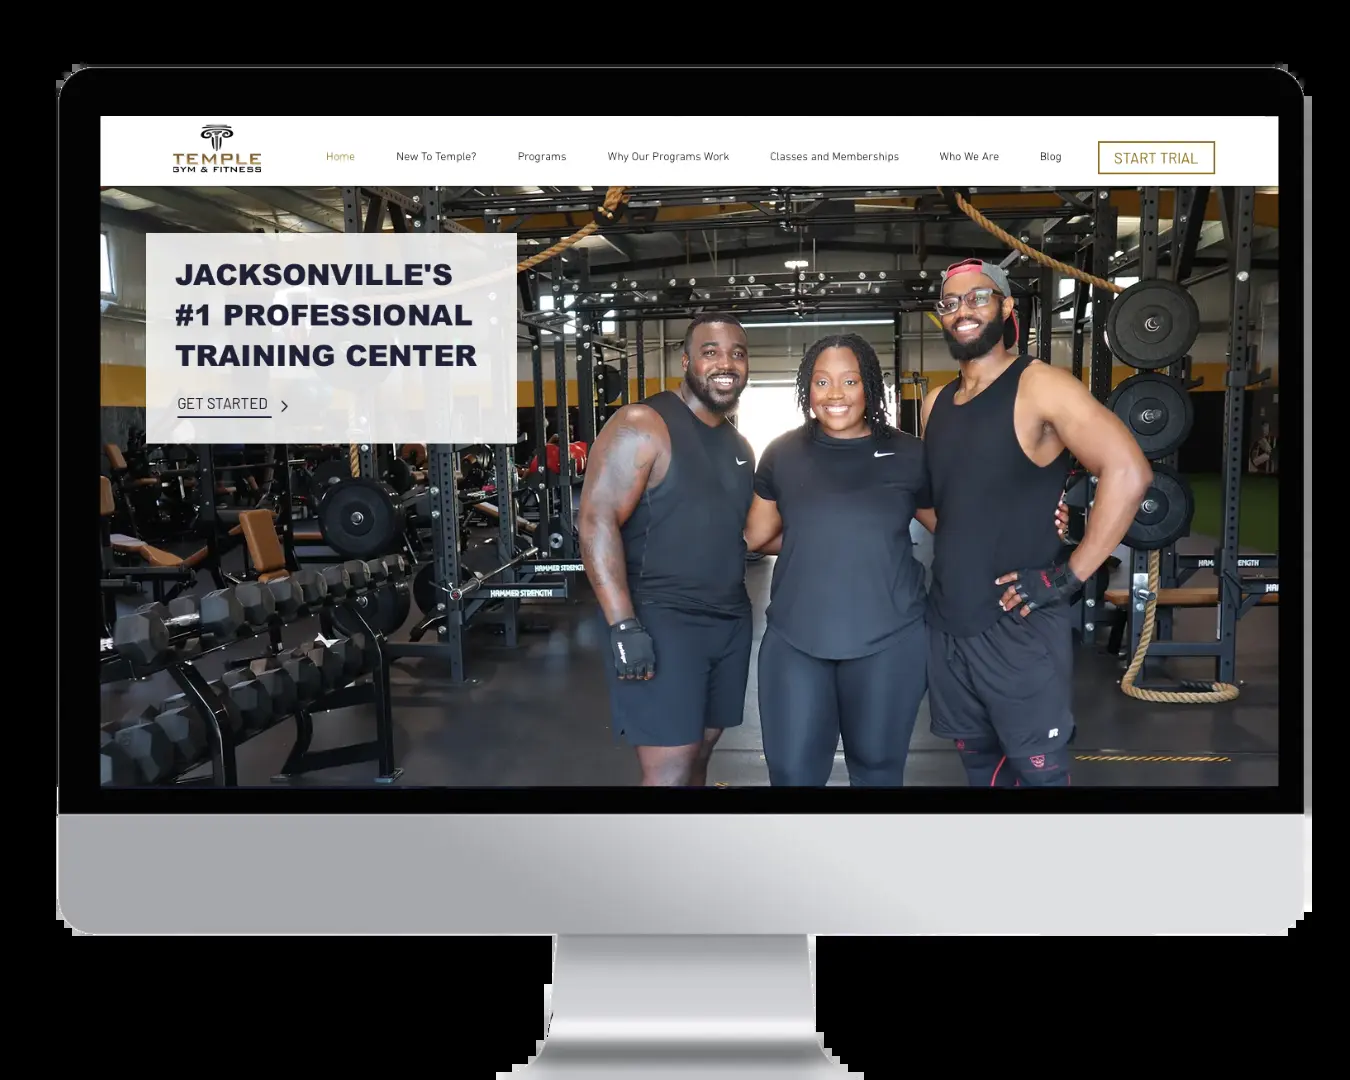 TEMPLE
GYM & FITNESS
Home
New To Temple?
Programs
Why Our Programs Work
Classes and Memberships
Who We Are
Blog
START TRIAL
JACKSONVILLE'S
#1 PROFESSIONAL
TRAINING CENTER
GET STARTED
HAMMER STRENGTH
HAMMER STRENGTH